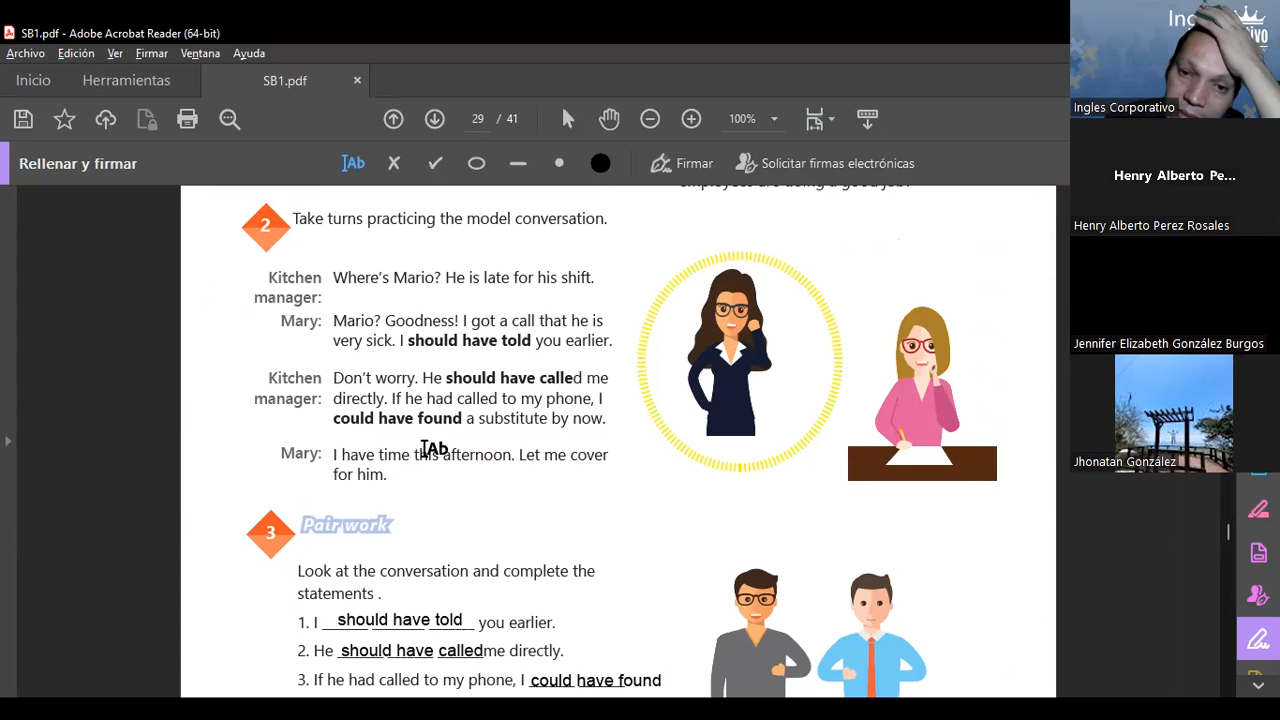 SB1.pdf - Adobe Acrobat Reader (64-bit)
Archivo Edición Ver Firmar Ventana Ayuda
Inicio Herramientas SB1.pdf ×
29 / 41 100%
Rellenar y firmar Ab Firmar Solicitar firmas electrónicas
employees are doing a good job?
2 Take turns practicing the model conversation.
Kitchen manager: Where's Mario? He is late for his shift.
Mary: Mario? Goodness! I got a call that he is
very sick. I should have told you earlier.
Kitchen manager: Don't worry. He should have called me
directly. If he had called to my phone, I
could have found a substitute by now.
Ab
Mary: I have time this afternoon. Let me cover
for him.
3 Pair work
Look at the conversation and complete the
statements .
1. I should have told you earlier.
2. He should have called me directly.
3. If he had called to my phone, I could have found
Ingles Corporativo
Henry Alberto Pe...
Henry Alberto Perez Rosales
Jennifer Elizabeth González Burgos
Jhonatan González